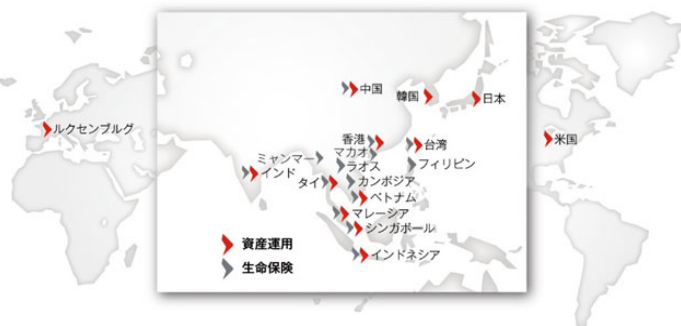 中国
韓国
日本
ルクセンブルグ
米国
香港
台湾
マカオ
ミャンマー
ラオス
フィリピン
インド
タイ
カンボジア
ベトナム
マレーシア
シンガポール
資産運用
インドネシア
生命保険